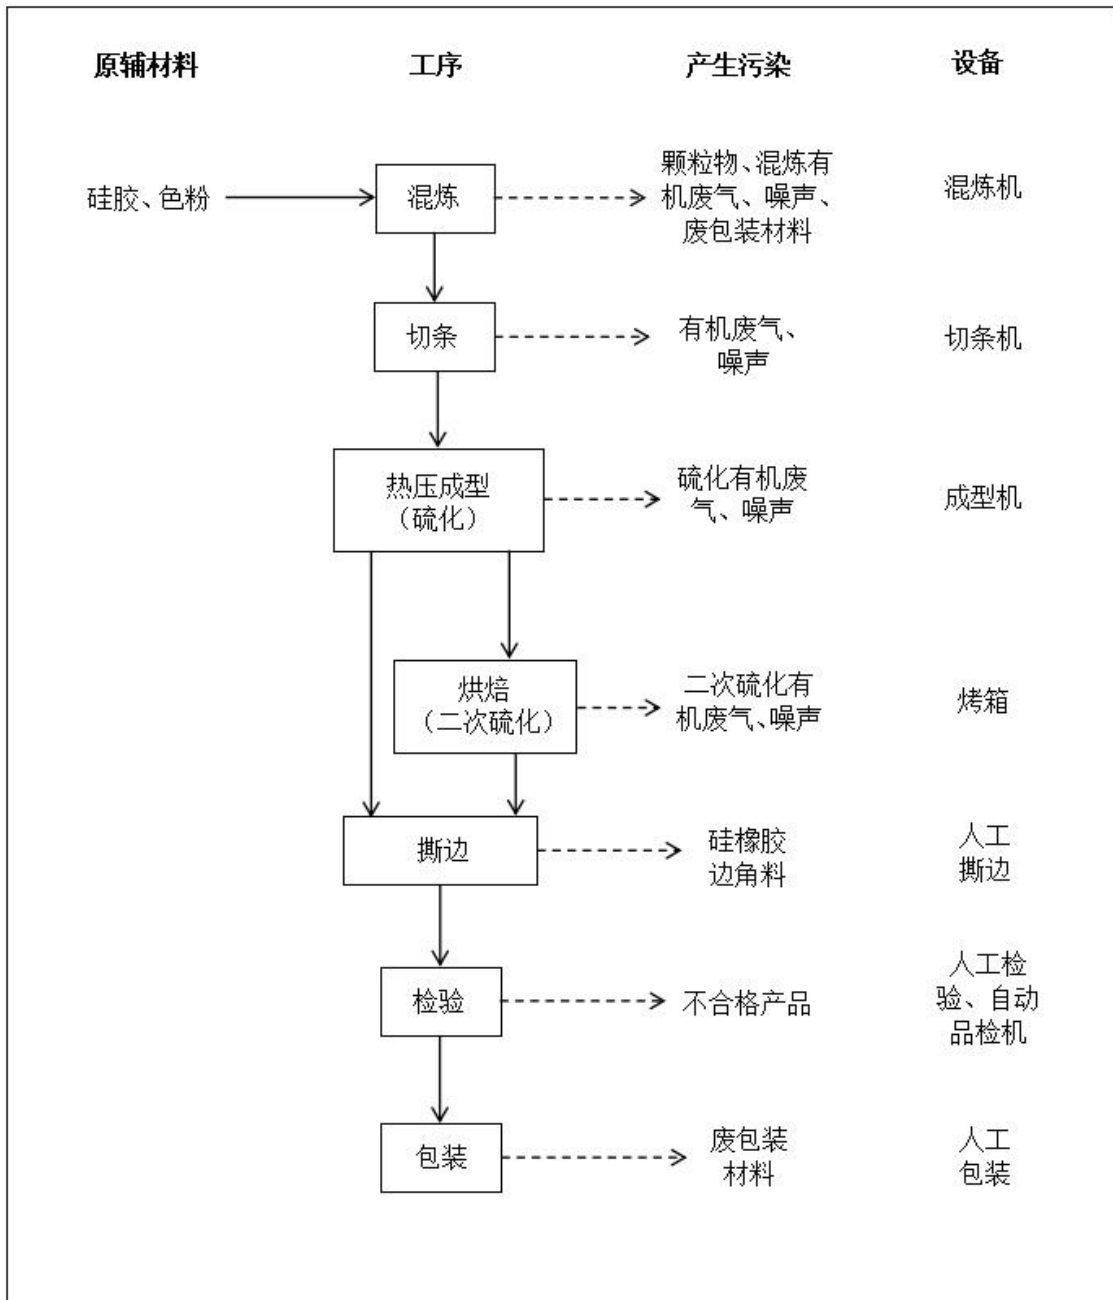 原辅材料 工序 产生污染 设备
硅胶、色粉 混炼 颗粒物、混炼有 混炼机
机废气、噪声、
废包装材料
切条 有机废气、 切条机
噪声
热压成型 硫化有机废 成型机
（硫化） 气、噪声
烘焙 二次硫化有 烤箱
（二次硫化） 机废气、噪声
撕边 硅橡胶 人工
边角料 撕边
检验 不合格产品 人工检
验、自动
品检机
包装 废包装 人工
材料 包装